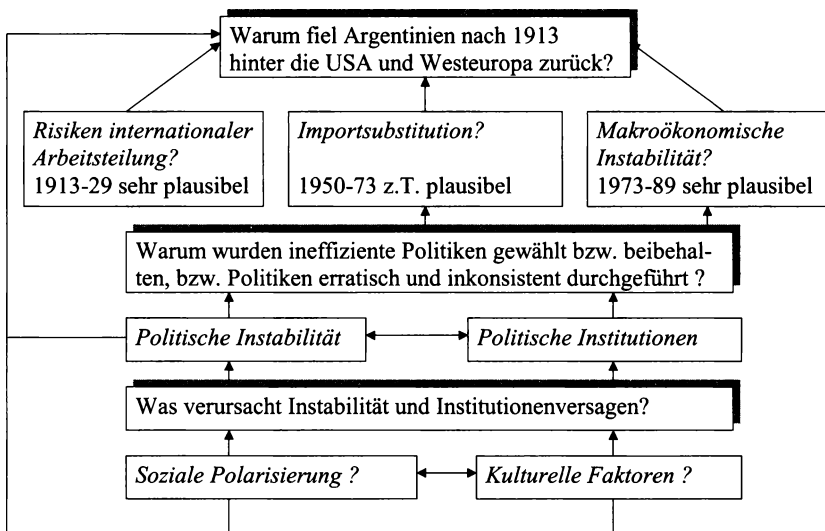 Warum fiel Argentinien nach 1913
hinter die USA und Westeuropa zurück?
Risiken internationaler
Arbeitsteilung?
1913-29 sehr plausibel
Importsubstitution?
1950-73 z.T. plausibel
Makroökonomische
Instabilität?
1973-89 sehr plausibel
Warum wurden ineffiziente Politiken gewählt bzw. beibehal-
ten, bzw. Politiken erratisch und inkonsistent durchgeführt ?
Politische Instabilität
Politische Institutionen
Was verursacht Instabilität und Institutionenversagen?
Soziale Polarisierung ?
Kulturelle Faktoren ?